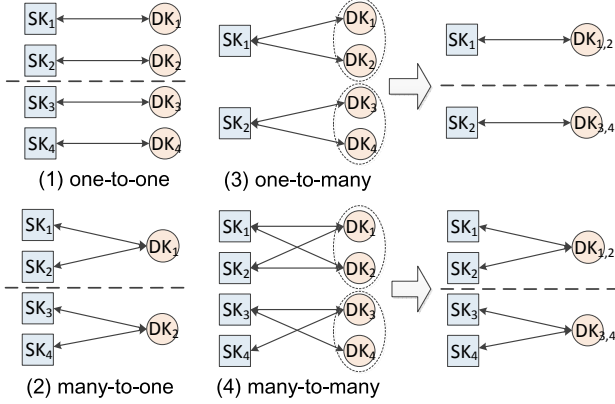 SK1 DK1
SK2 DK2
SK3 DK3
SK4 DK4
(1) one-to-one
SK1 DK1
DK2
SK2 DK3
DK4
(3) one-to-many
SK1 DK1,2
SK2 DK3,4
SK1
SK2 DK1
SK3
SK4 DK2
(2) many-to-one
SK1 DK1
SK2 DK2
SK3 DK3
SK4 DK4
(4) many-to-many
SK1
SK2 DK1,2
SK3
SK4 DK3,4